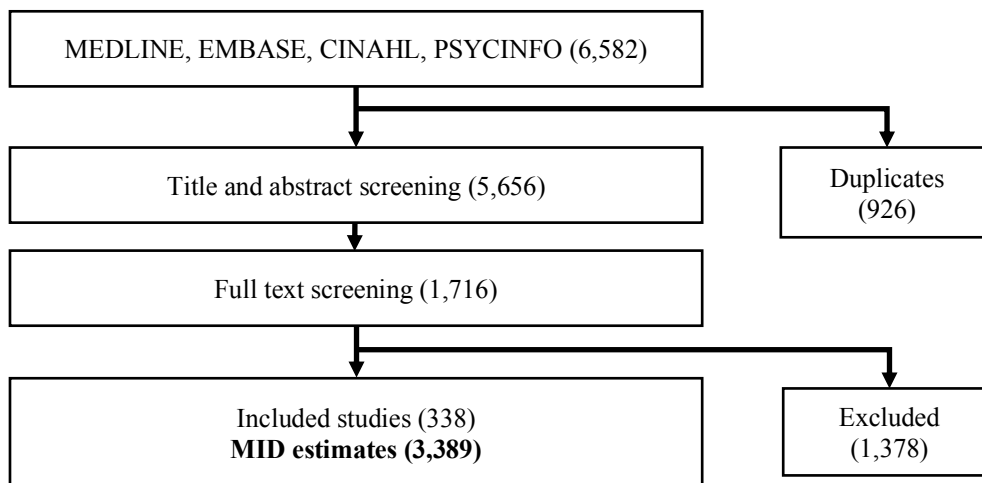 MEDLINE, EMBASE, CINAHL, PSYCINFO (6,582)
Title and abstract screening (5,656)
Duplicates
(926)
Full text screening (1,716)
Included studies (338)
MID estimates (3,389)
Excluded
(1,378)